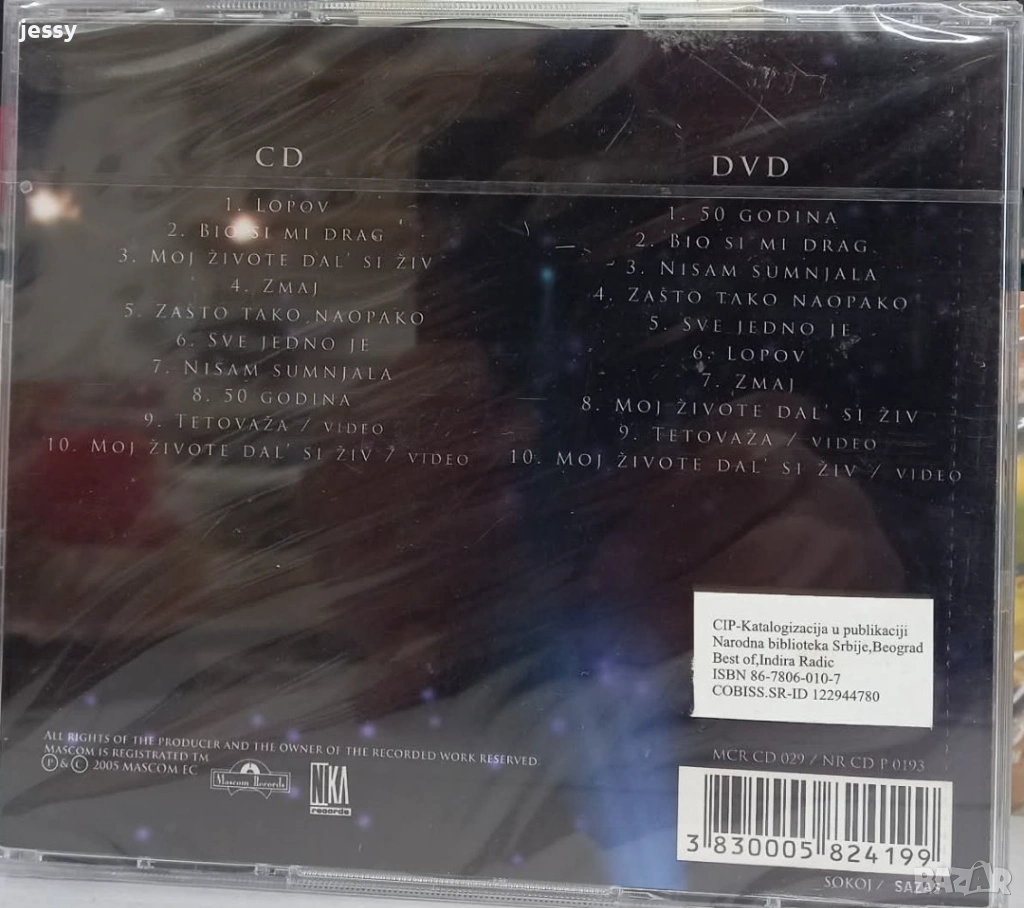 jessy
CD
1. LOPOV
2. BIO SI MI DRAG
3. MOJ ŽIVOTE DAL' SI ŽIV
4. ZMAJ
5. ZAŠTO TAKO NAOPAKO
6. SVE JEDNO JE
7. NISAM SUMNJALA
8. 50 GODINA
9. TETOVAŽA / VIDEO
10. MOJ ŽIVOTE DAL' SI ŽIV / VIDEO
DVD
1. 50 GODINA
2. BIO SI MI DRAG
3. NISAM SUMNJALA
4. ZAŠTO TAKO NAOPAKO
5. SVE JEDNO JE
6. LOPOV
7. ZMAJ
8. MOJ ŽIVOTE DAL' SI ŽIV
9. TETOVAŽA / VIDEO
10. MOJ ŽIVOTE DAL' SI ŽIV / VIDEO
CIP-Katalogizacija u publikaciji
Narodna biblioteka Srbije,Beograd
Best of,Indira Radic
ISBN 86-7806-010-7
COBISS.SR-ID 122944780
ALL RIGHTS OF THE PRODUCER AND THE OWNER OF THE RECORDED WORK RESERVED.
MASCOM IS REGISTRATED TM
Ⓟ & © 2005 MASCOM EC
Mascom Records
NIKA
records
MCR CD 029 / NR CD P 0193
3 830005 824199
SOKOJ / SAZAS
BAZAR